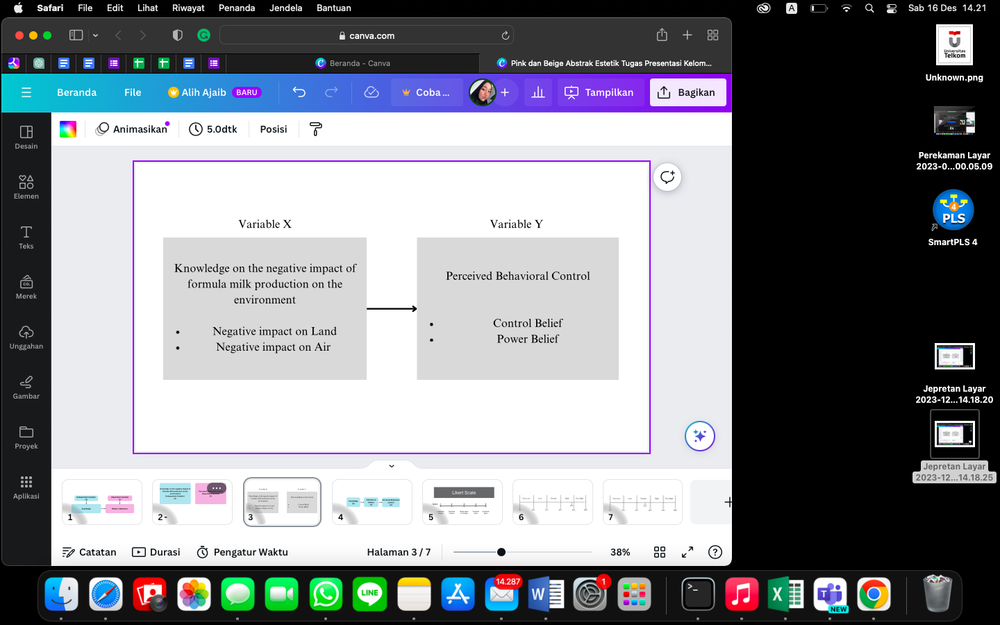 Safari File Edit Lihat Riwayat Penanda Jendela Bantuan
A
Sab 16 Des 14.21
canva.com
Beranda - Canva
Pink dan Beige Abstrak Estetik Tugas Presentasi Kelom...
Beranda File Alih Ajaib BARU Coba ... Tampilkan Bagikan
Animasikan 5.0dtk Posisi
Desain
Elemen
Teks
Merek
Unggahan
Gambar
Proyek
Aplikasi
Variable X
Knowledge on the negative impact of
formula milk production on the
environment
• Negative impact on Land
• Negative impact on Air
Variable Y
Perceived Behavioral Control
• Control Belief
• Power Belief
1
2 -
3
4
Likert Scale
5
6
7
Catatan Durasi Pengatur Waktu Halaman 3 / 7 38%
Universitas
Telkom
Unknown.png
Perekaman Layar
2023-0...00.05.09
4
PLS
SmartPLS 4
Jepretan Layar
2023-12...14.18.20
Jepretan Layar
2023-12...14.18.25
LINE
14.287
W
1
X
T
NEW